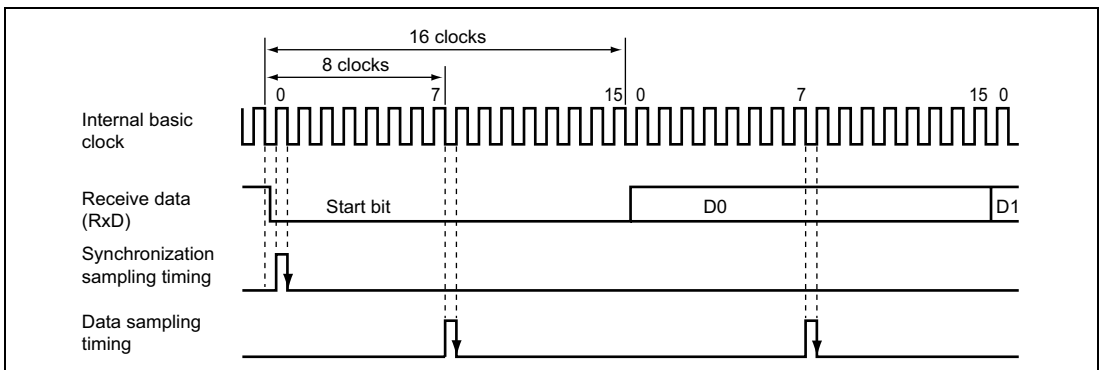 16 clocks
8 clocks
0 7 15 0 7 15 0
Internal basic
clock
Receive data
(RxD)
Start bit
D0
D1
Synchronization
sampling timing
Data sampling
timing